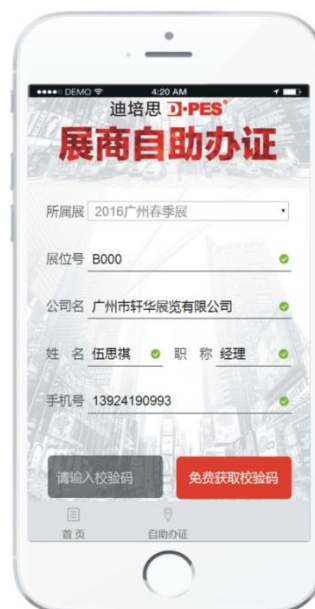 DEMO 4:20 AM
迪培思 D·PES®
展商自助办证
所属展 2016广州春季展
展位号 B000
公司名 广州市轩华展览有限公司
姓 名 伍思祺 职 称 经理
手机号 13924190993
请输入校验码 免费获取校验码
首页 自助办证